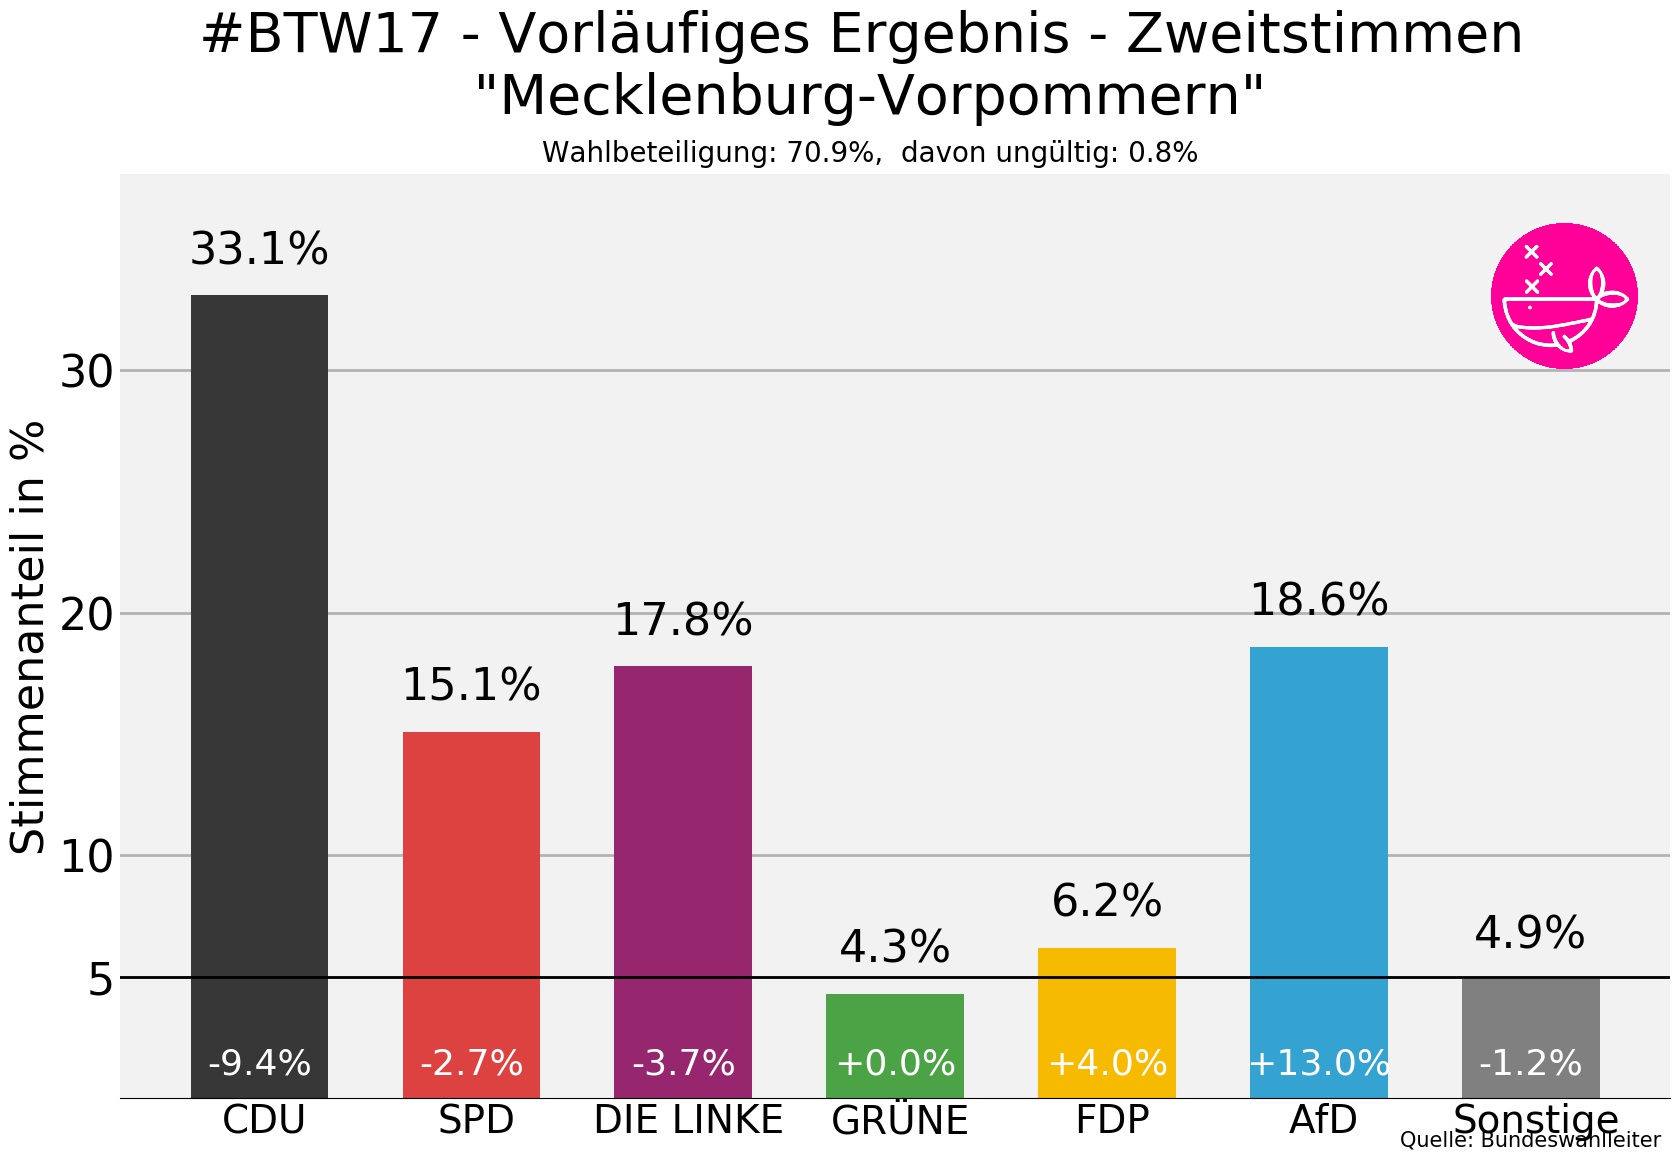 #BTW17 - Vorläufiges Ergebnis - Zweitstimmen
"Mecklenburg-Vorpommern"
Wahlbeteiligung: 70.9%,  davon ungültig: 0.8%
Stimmenanteil in %
30
20
10
5
33.1%
15.1%
17.8%
4.3%
6.2%
18.6%
4.9%
-9.4%
-2.7%
-3.7%
+0.0%
+4.0%
+13.0%
-1.2%
CDU
SPD
DIE LINKE
GRÜNE
FDP
AfD
Sonstige
Quelle: Bundeswahlleiter